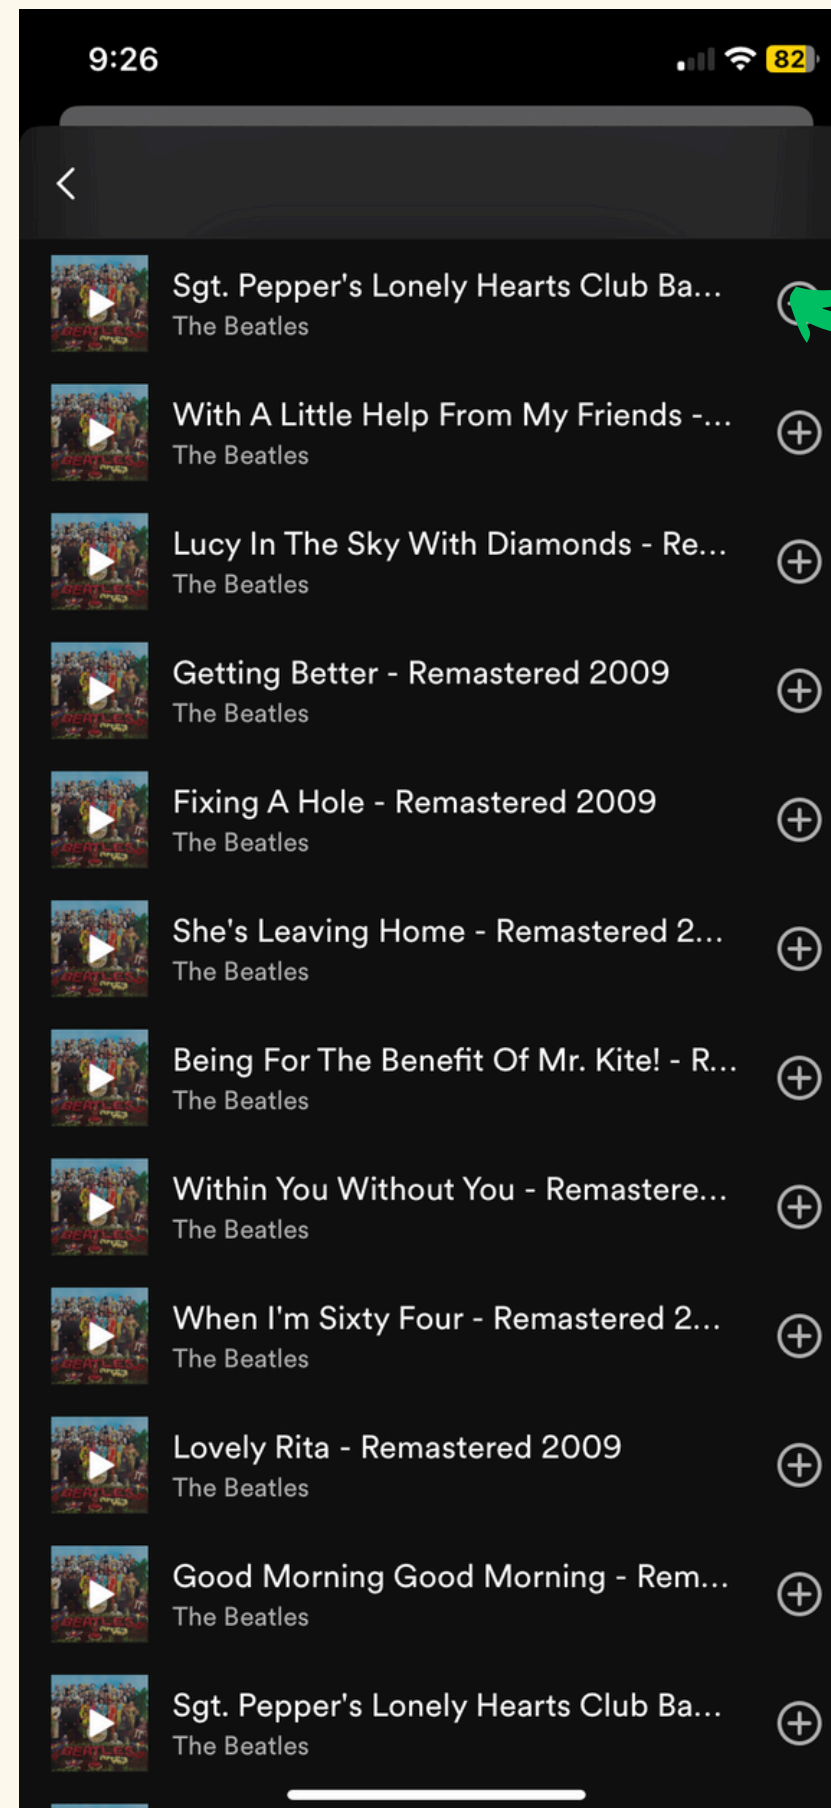 9:26
82
Sgt. Pepper's Lonely Hearts Club Ba...
The Beatles
With A Little Help From My Friends -...
The Beatles
Lucy In The Sky With Diamonds - Re...
The Beatles
Getting Better - Remastered 2009
The Beatles
Fixing A Hole - Remastered 2009
The Beatles
She's Leaving Home - Remastered 2...
The Beatles
Being For The Benefit Of Mr. Kite! - R...
The Beatles
Within You Without You - Remastere...
The Beatles
When I'm Sixty Four - Remastered 2...
The Beatles
Lovely Rita - Remastered 2009
The Beatles
Good Morning Good Morning - Rem...
The Beatles
Sgt. Pepper's Lonely Hearts Club Ba...
The Beatles